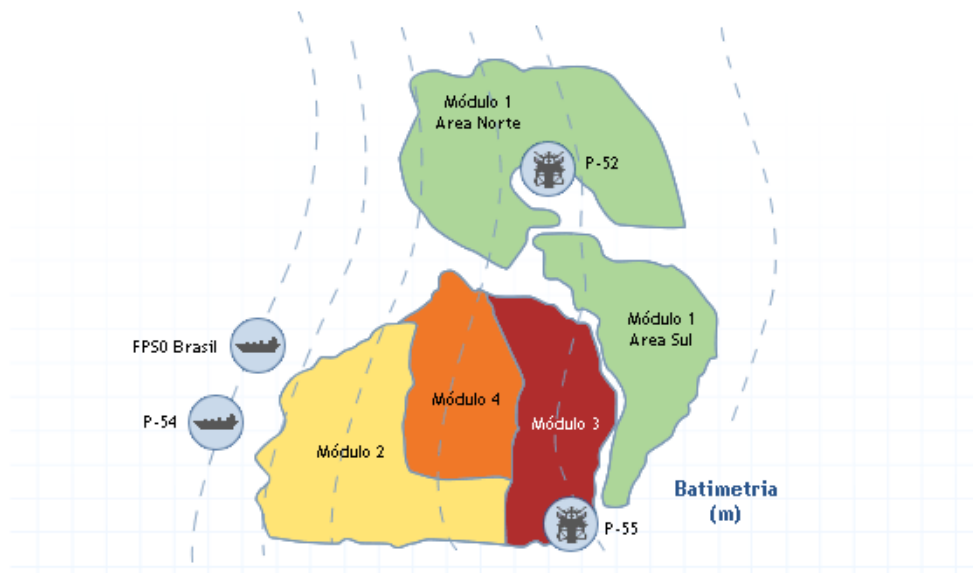 Módulo 1
Area Norte
P-52
Módulo 1
Area Sul
FPSO Brasil
P-54
Módulo 4
Módulo 3
Módulo 2
Batimetria
(m)
P-55